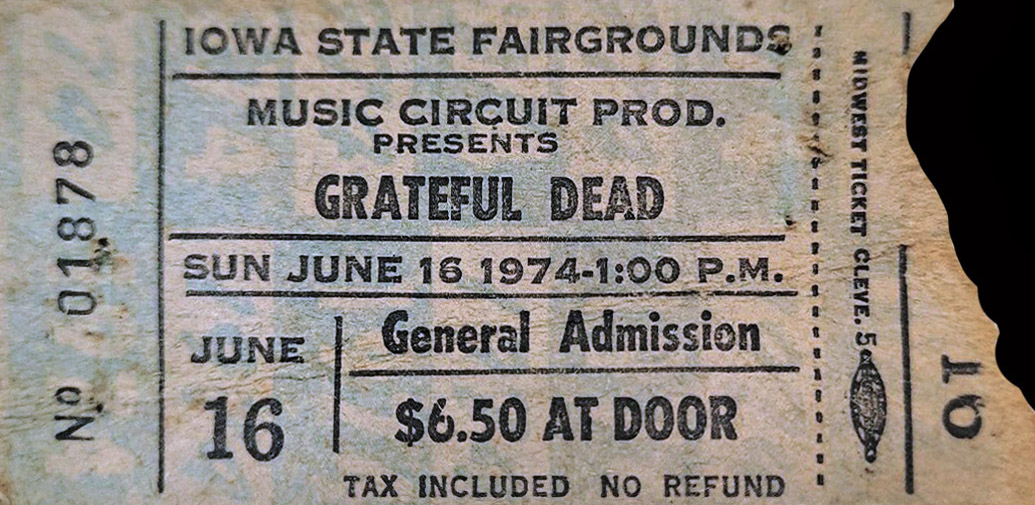 IOWA STATE FAIRGROUNDS
MUSIC CIRCUIT PROD.
PRESENTS
GRATEFUL DEAD
SUN JUNE 16 1974-1:00 P.M.
JUNE
16
General Admission
$6.50 AT DOOR
TAX INCLUDED NO REFUND
No 01878
MIDWEST TICKET CLEVE. 5